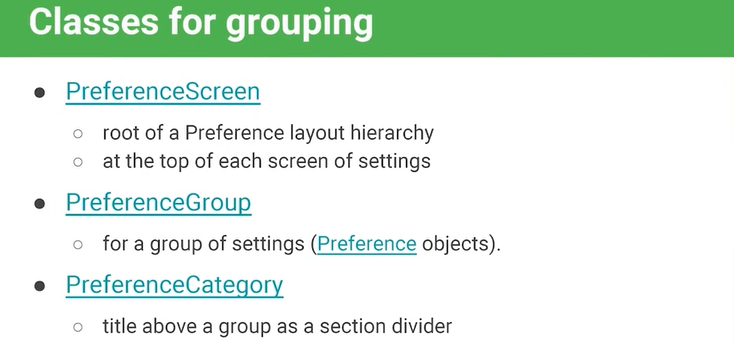 Classes for grouping
● PreferenceScreen
○ root of a Preference layout hierarchy
○ at the top of each screen of settings
● PreferenceGroup
○ for a group of settings (Preference objects).
● PreferenceCategory
○ title above a group as a section divider